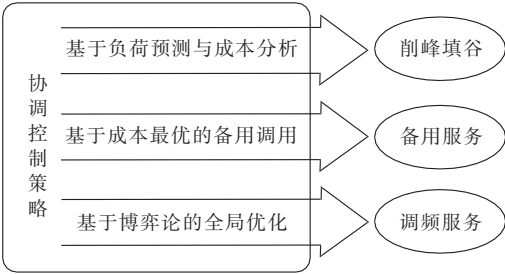 协调控制策略
基于负荷预测与成本分析
削峰填谷
基于成本最优的备用调用
备用服务
基于博弈论的全局优化
调频服务